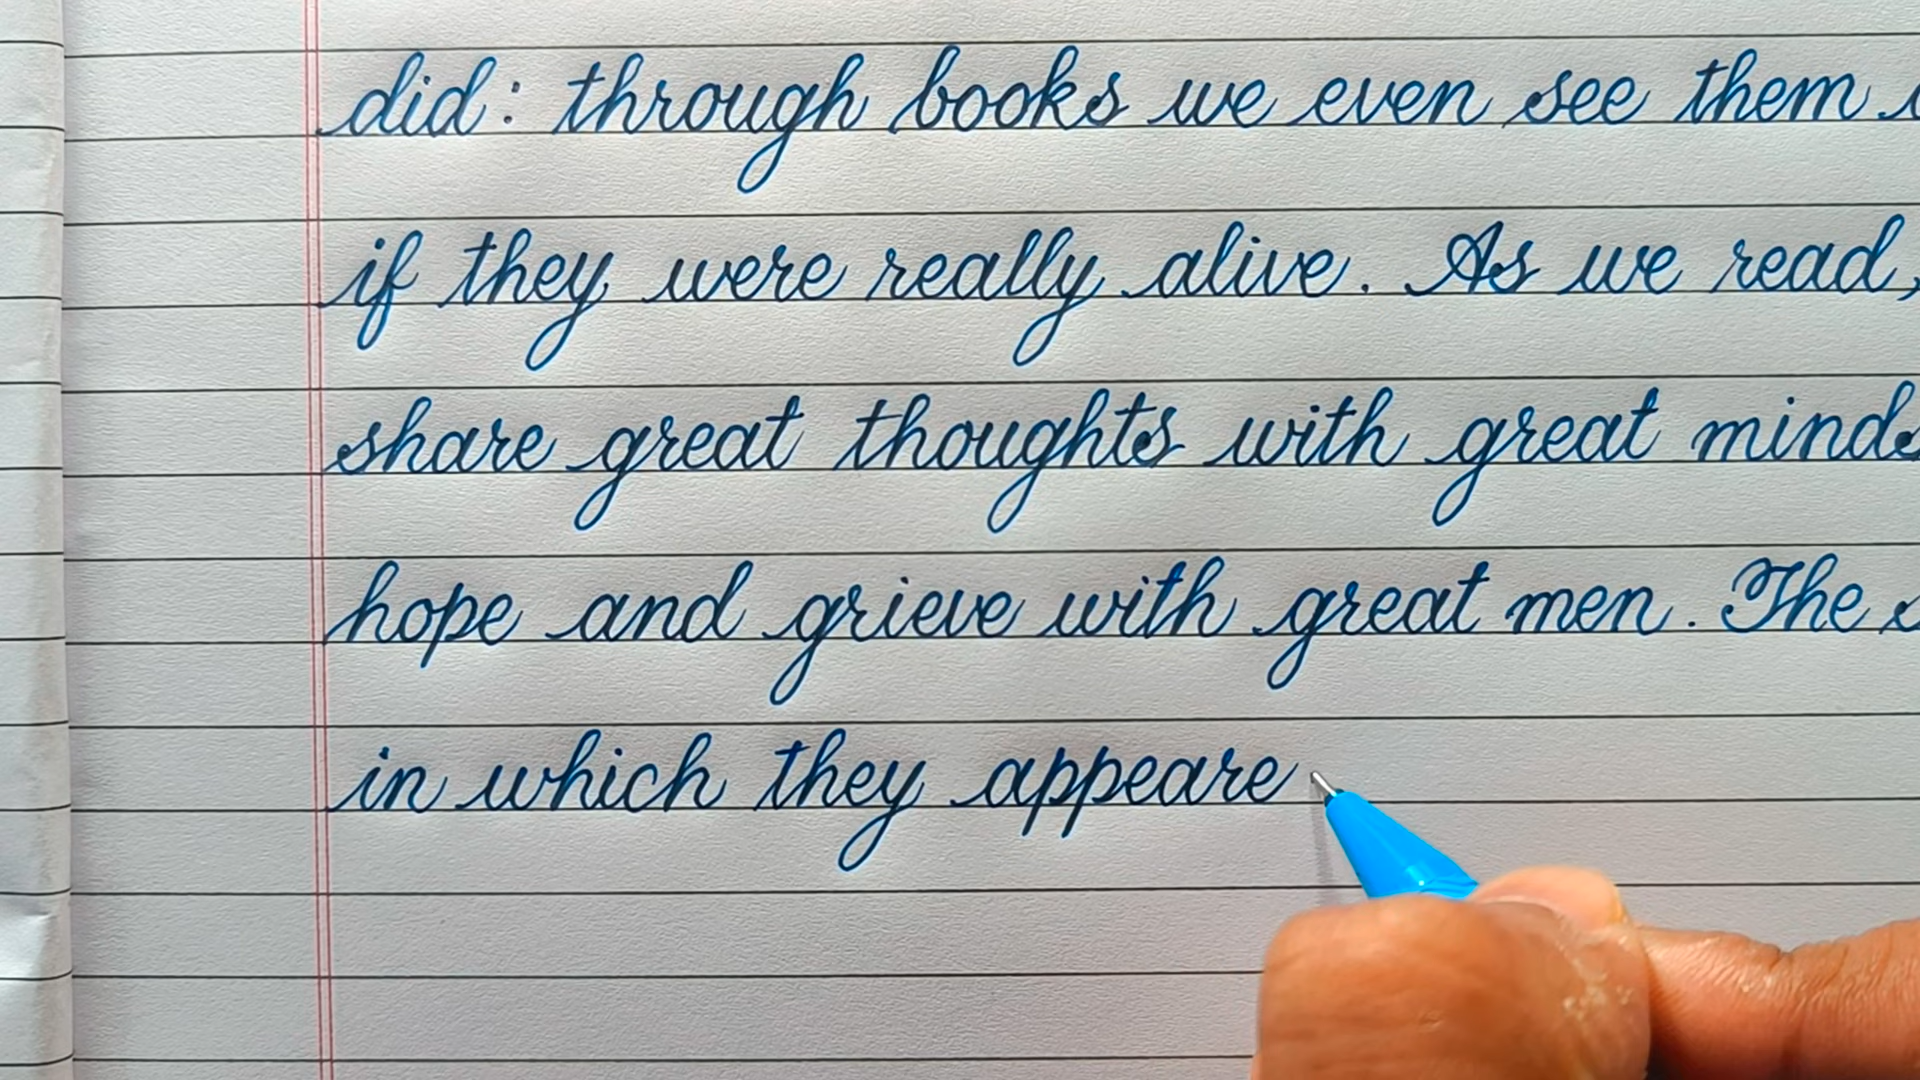 did: through books we even see them
if they were really alive. As we read,
share great thoughts with great minds
hope and grieve with great men. The
in which they appeare